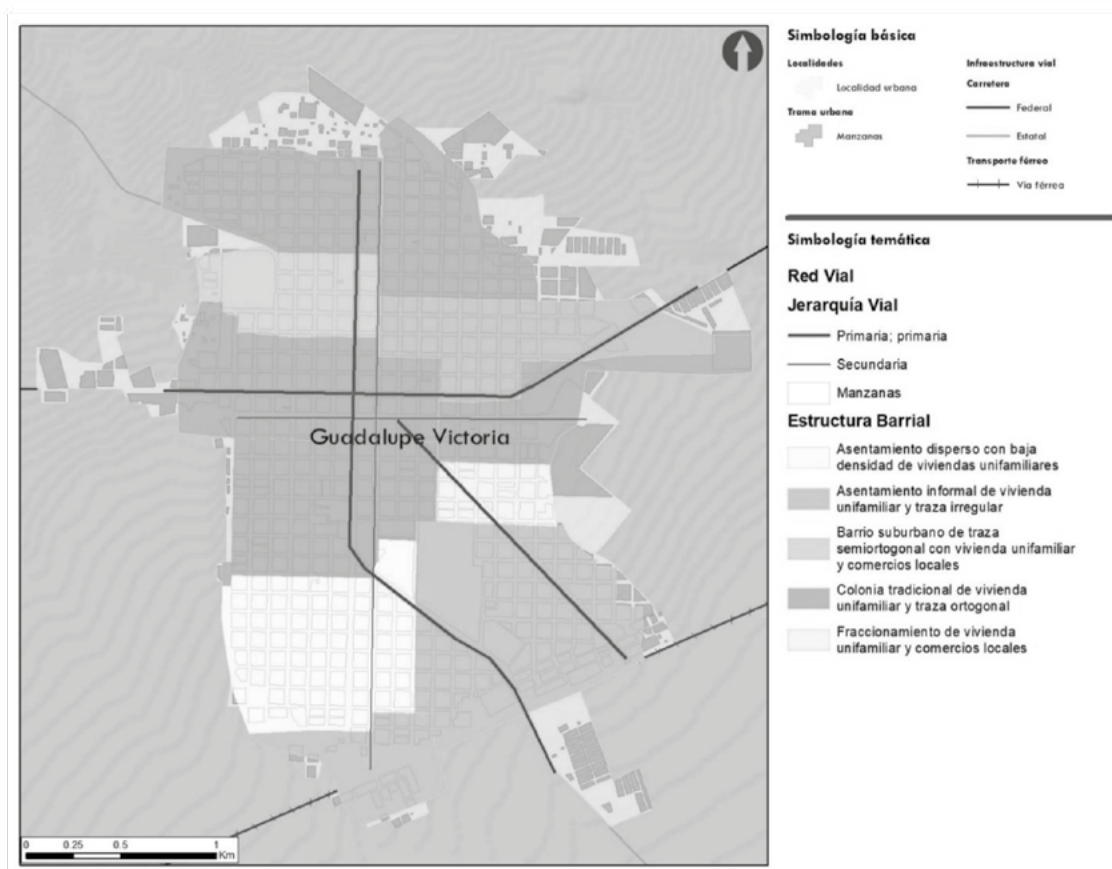 Simbología básica
Localidades
Localidad urbana
Trama urbana
Manzanas
Infraestructura vial
Carretera
Federal
Estatal
Transporte férreo
Vía férrea
Simbología temática
Red Vial
Jerarquía Vial
Primaria; primaria
Secundaria
Manzanas
Estructura Barrial
Asentamiento disperso con baja
densidad de viviendas unifamiliares
Asentamiento informal de vivienda
unifamiliar y traza irregular
Barrio suburbano de traza
semiortogonal con vivienda unifamiliar
y comercios locales
Colonia tradicional de vivienda
unifamiliar y traza ortogonal
Fraccionamiento de vivienda
unifamiliar y comercios locales
Guadalupe Victoria
0 0.25 0.5 1
Km